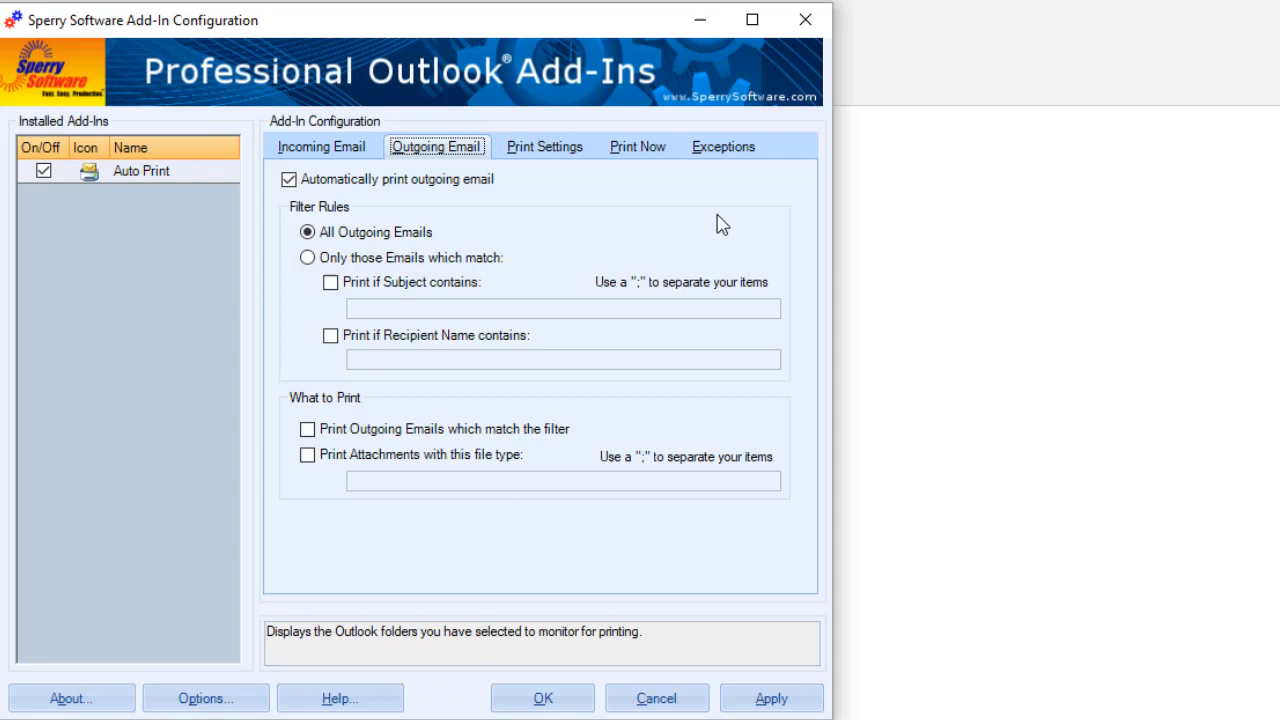 Sperry Software Add-In Configuration
Sperry
Software
Fast. Easy. Productive.
Professional Outlook® Add-Ins
www.SperrySoftware.com
Installed Add-Ins
On/Off Icon Name
Auto Print
Add-In Configuration
Incoming Email Outgoing Email Print Settings Print Now Exceptions
Automatically print outgoing email
Filter Rules
All Outgoing Emails
Only those Emails which match:
Print if Subject contains: Use a ";" to separate your items
Print if Recipient Name contains:
What to Print
Print Outgoing Emails which match the filter
Print Attachments with this file type: Use a ";" to separate your items
Displays the Outlook folders you have selected to monitor for printing.
About... Options... Help... OK Cancel Apply